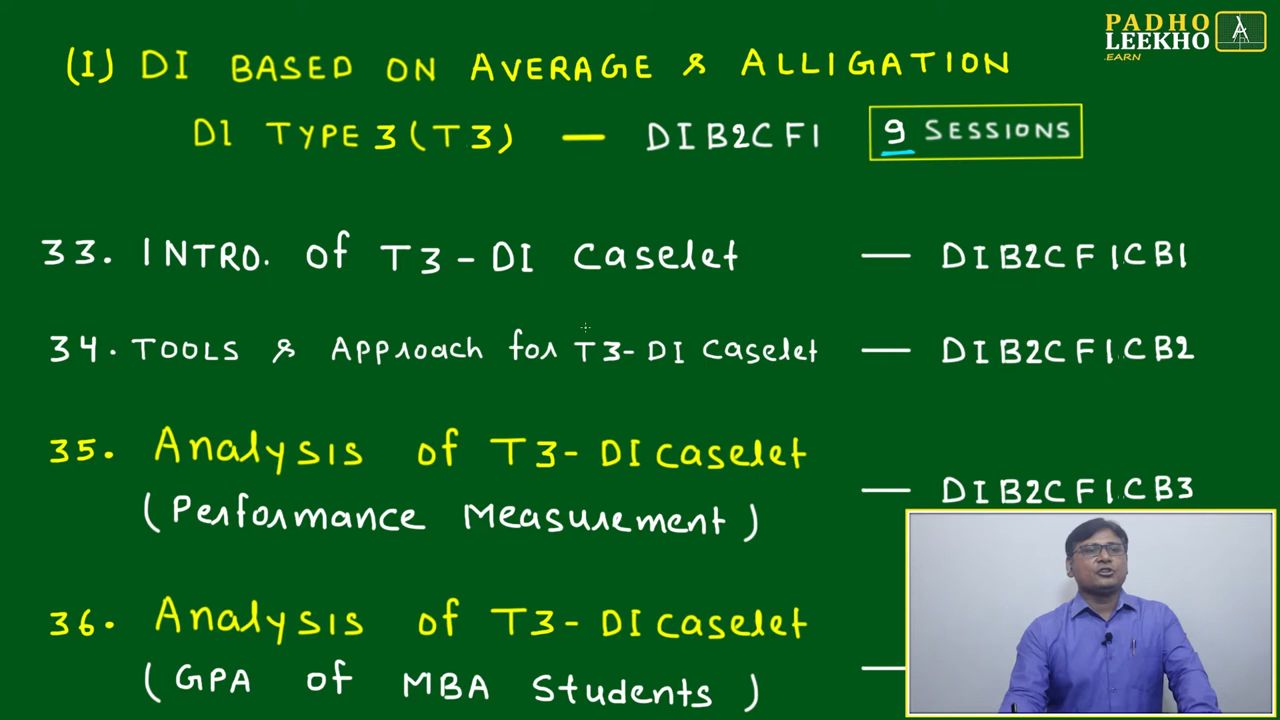 PADHO
LEEKHO
.EARN
(I) DI BASED ON AVERAGE & ALLIGATION
DI TYPE 3 (T3) — DIB2CF1 9 SESSIONS
33. INTRO. of T3-DI Caselet — DIB2CF1CB1
34. TOOLS & Approach for T3-DI Caselet — DIB2CF1CB2
35. Analysis of T3-DI Caselet
(Performance Measurement) — DIB2CF1CB3
36. Analysis of T3-DI Caselet
(GPA of MBA Students) —